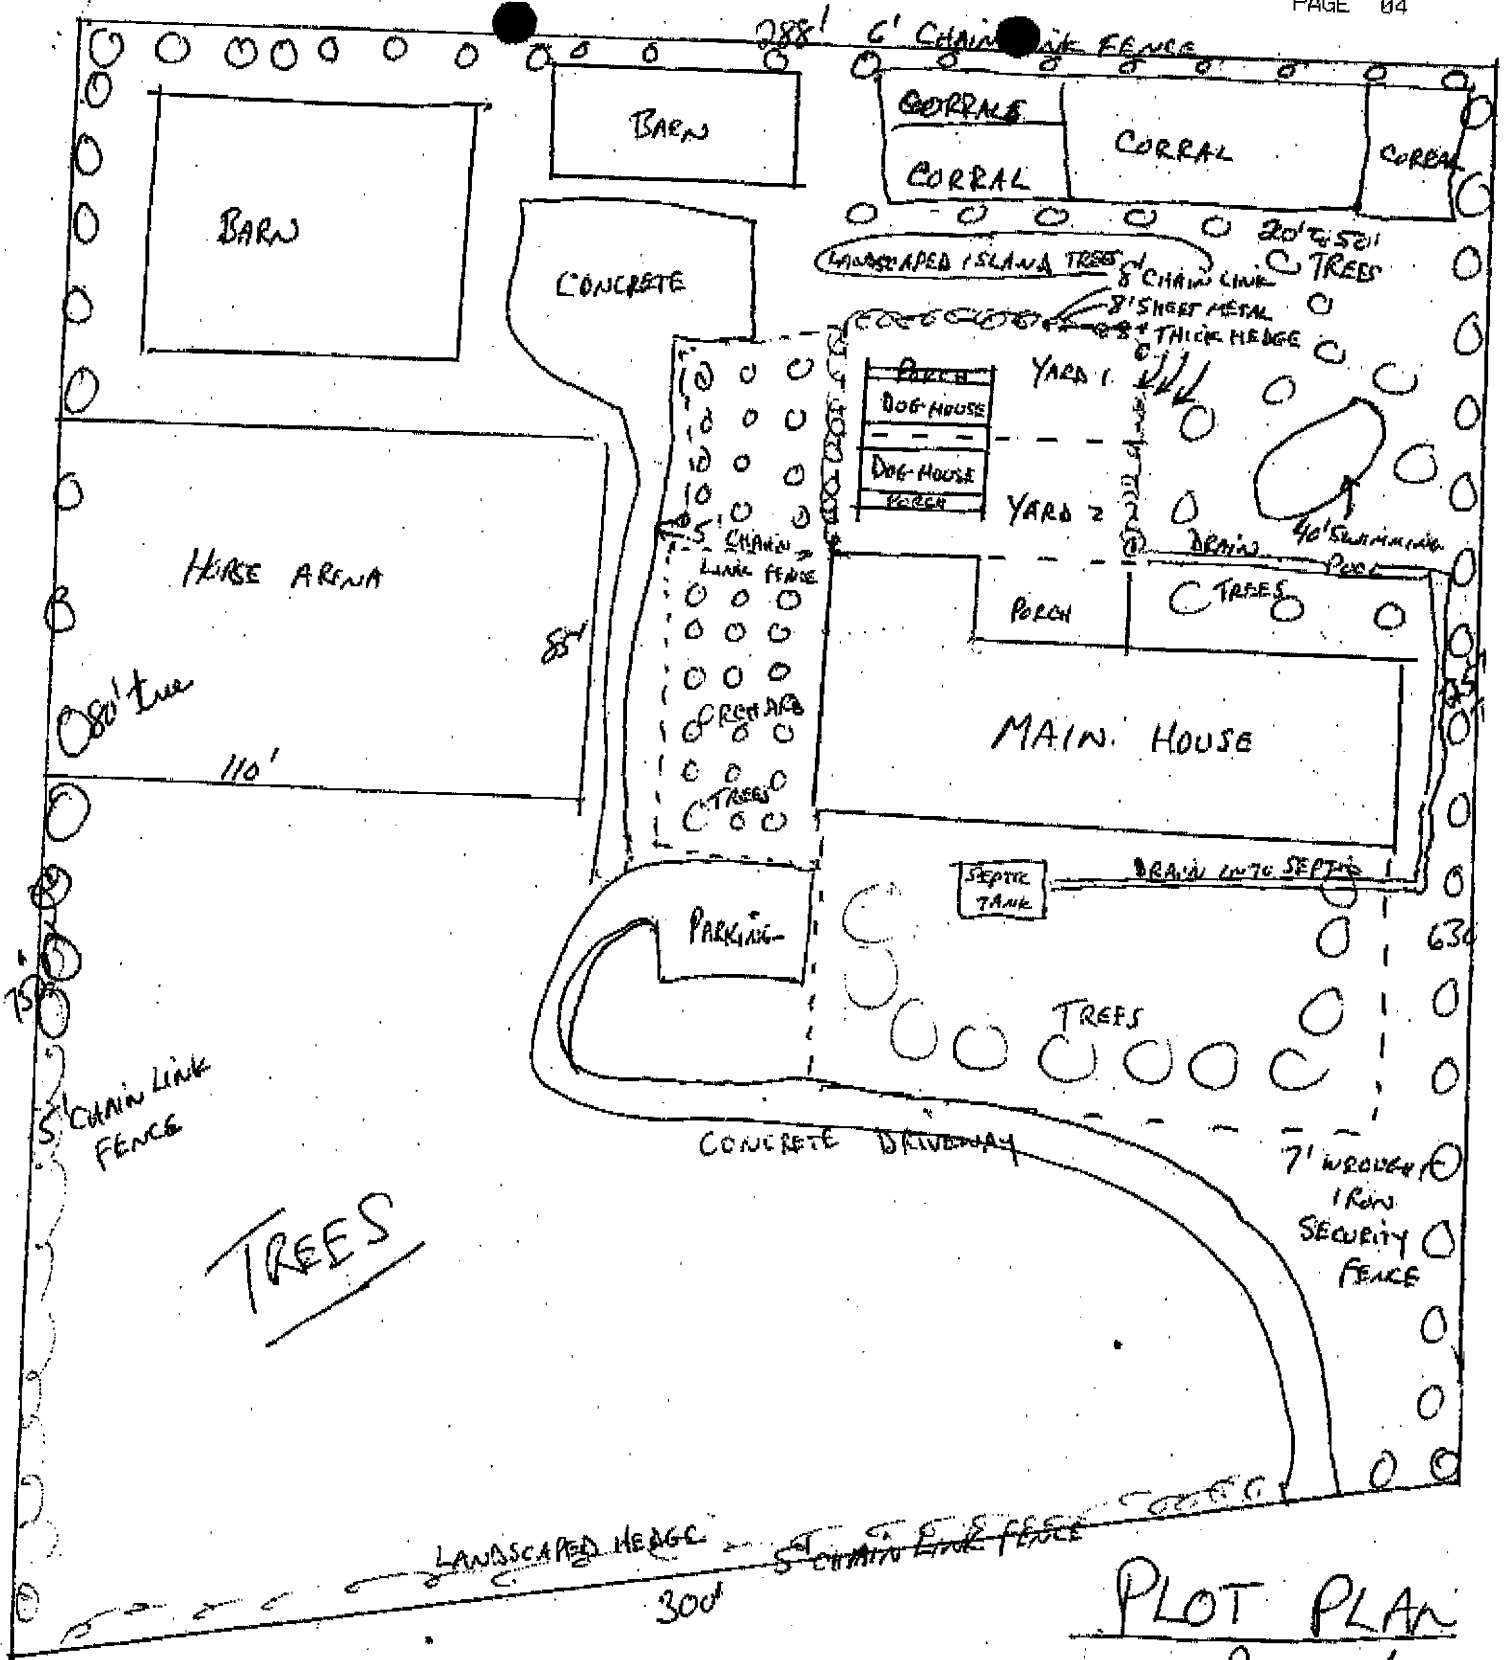 PAGE 04
288' 6' CHAIN LINK FENCE
BARN
CORRALS
CORRAL
CORRAL
CORRAL
BARN
20' to 50'
TREES
LANDSCAPED ISLAND TREES
8' CHAIN LINK
8' SHEET METAL
8' THICK HEDGE
CONCRETE
PORCH
YARD 1
DOG HOUSE
DOG HOUSE
PORCH
YARD 2
40' SWIMMING
POOL
DRAIN
5' CHAIN
LINK FENCE
HORSE ARENA
TREES
PORCH
85'
80' tree
ORCHARD
MAIN HOUSE
110'
TREES
SEPTIC
TANK
DRAIN INTO SEPTIC
PARKING
TREES
5' CHAIN LINK
FENCE
CONCRETE DRIVEWAY
7' WROUGHT
IRON
SECURITY
FENCE
TREES
LANDSCAPED HEDGE
5' CHAIN LINK FENCE
300'
PLOT PLAN